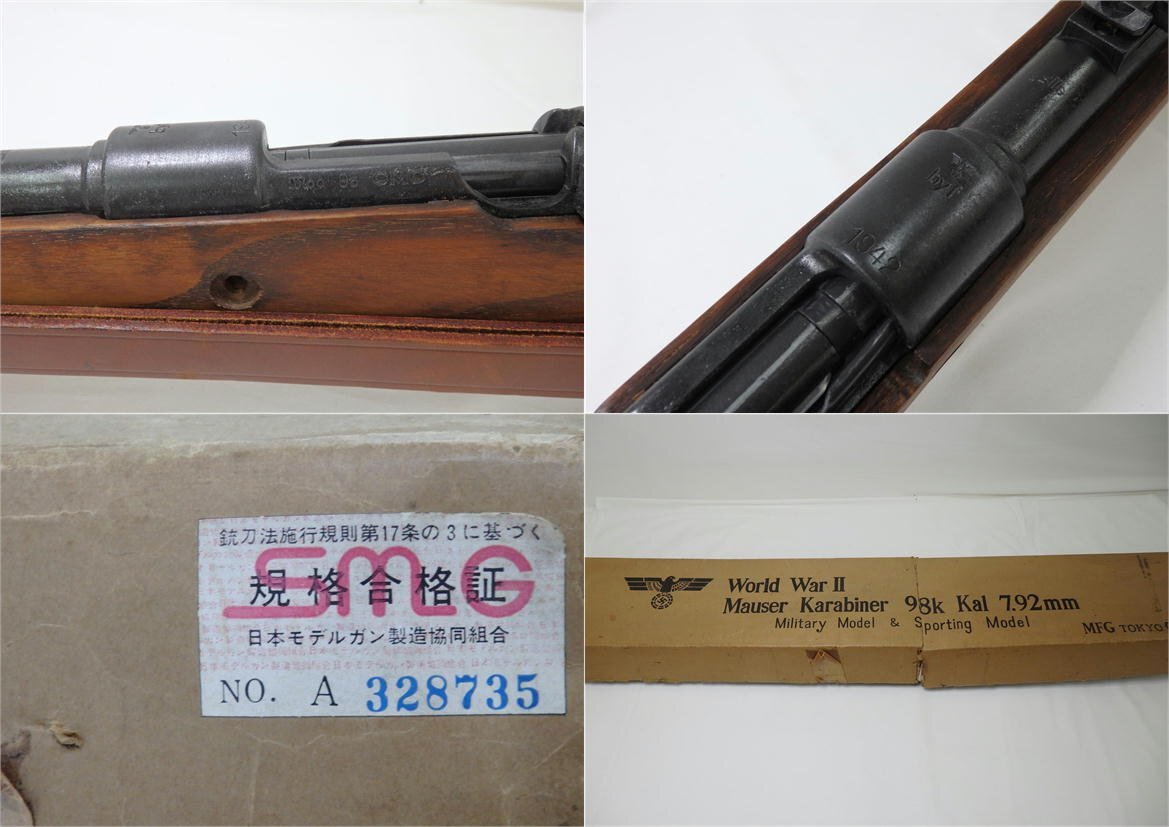 byf
1942
銃刀法施行規則第17条の3に基づく
SMG
規格合格証
日本モデルガン製造協同組合
NO. A 328735
World War II
Mauser Karabiner 98k Kal 7.92mm
Military Model & Sporting Model
MFG TOKYO